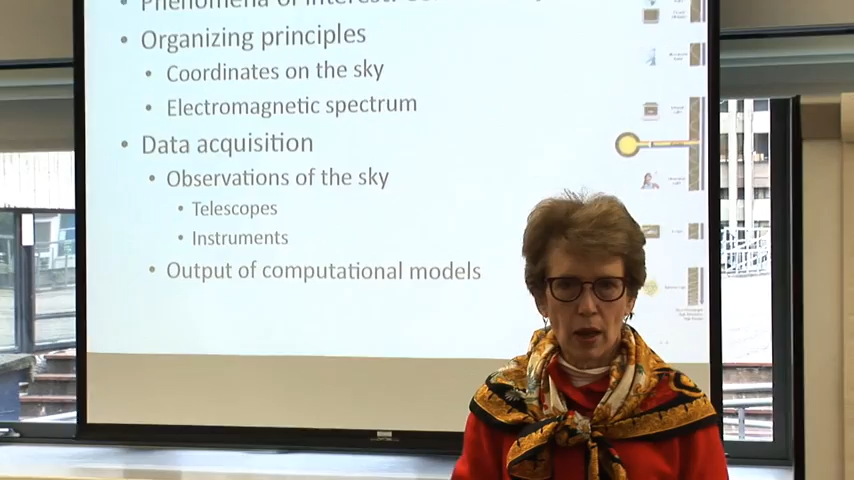 • Organizing principles
• Coordinates on the sky
• Electromagnetic spectrum
• Data acquisition
• Observations of the sky
• Telescopes
• Instruments
• Output of computational models